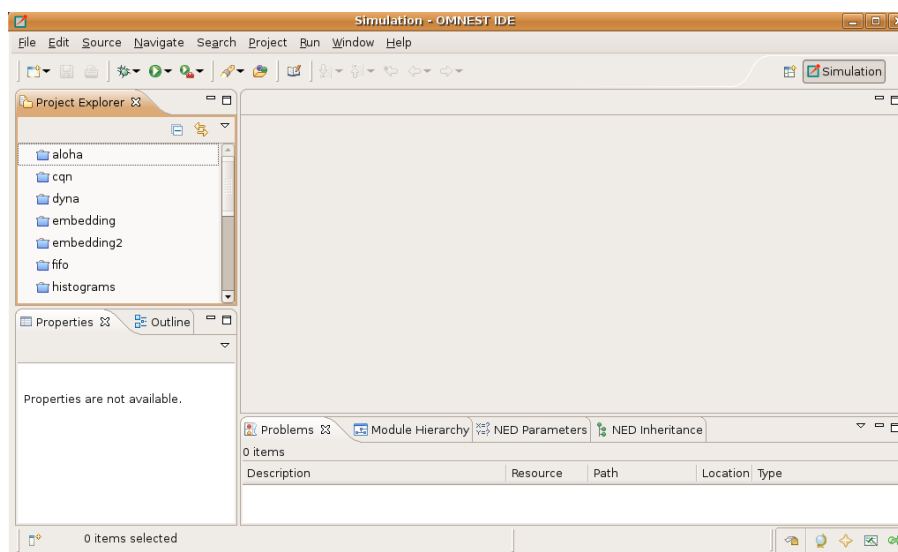 Simulation - OMNEST IDE
File Edit Source Navigate Search Project Run Window Help
Simulation
Project Explorer
aloha
cqn
dyna
embedding
embedding2
fifo
histograms
Properties Outline
Properties are not available.
Problems Module Hierarchy NED Parameters NED Inheritance
0 items
Description Resource Path Location Type
0 items selected